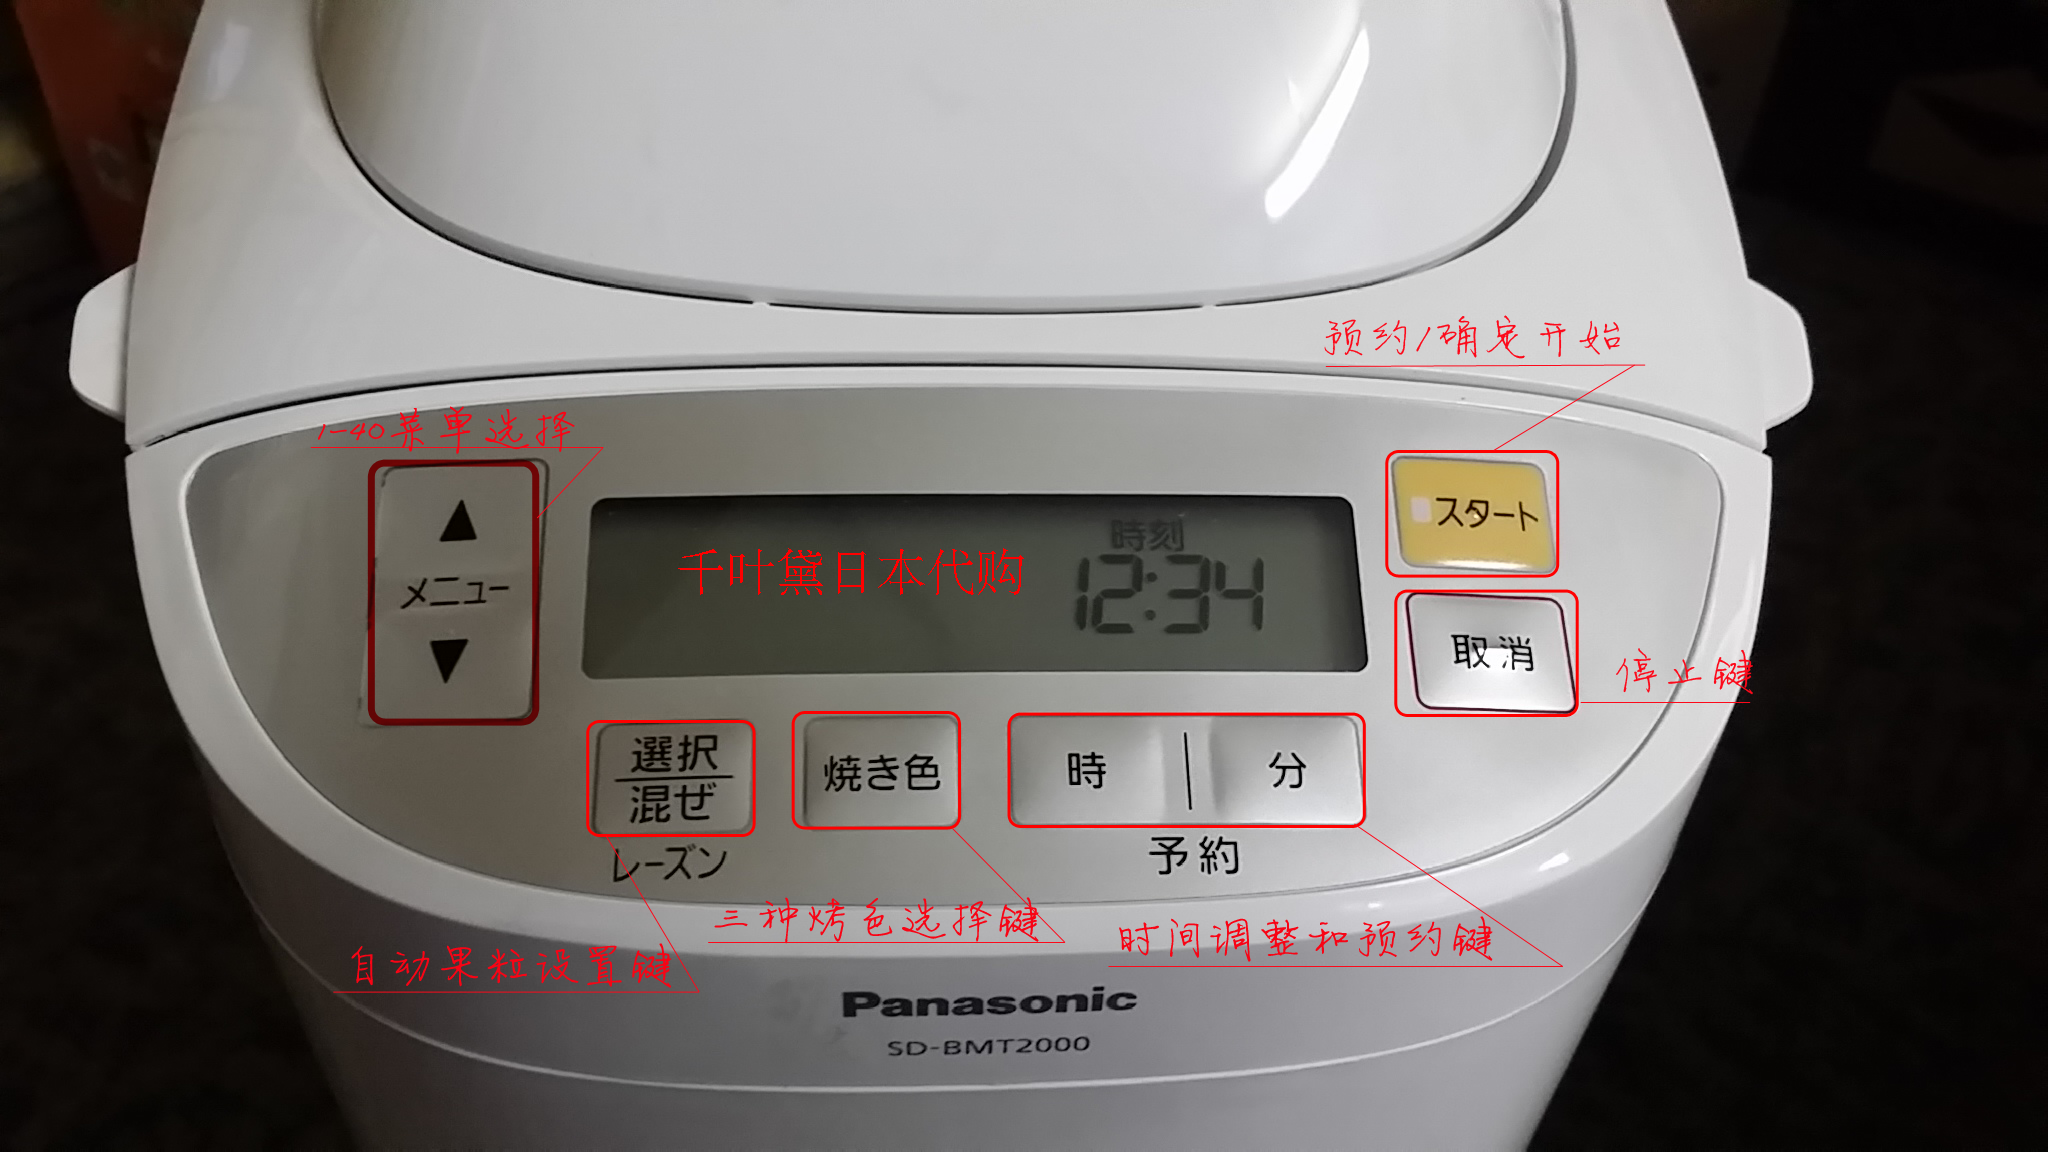 预约/确定开始
1-40菜单选择
▲
メニュー
▼
時刻
12:34
千叶黛日本代购
スタート
取消
停止键
選択
混ぜ
レーズン
焼き色
時
分
予約
三种烤色选择键
时间调整和预约键
自动果粒设置键
Panasonic
SD-BMT2000